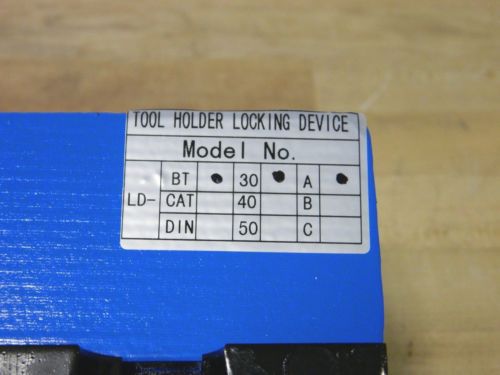 TOOL HOLDER LOCKING DEVICE
Model No.
BT ● 30 ● A ●
LD- CAT 40 B
DIN 50 C